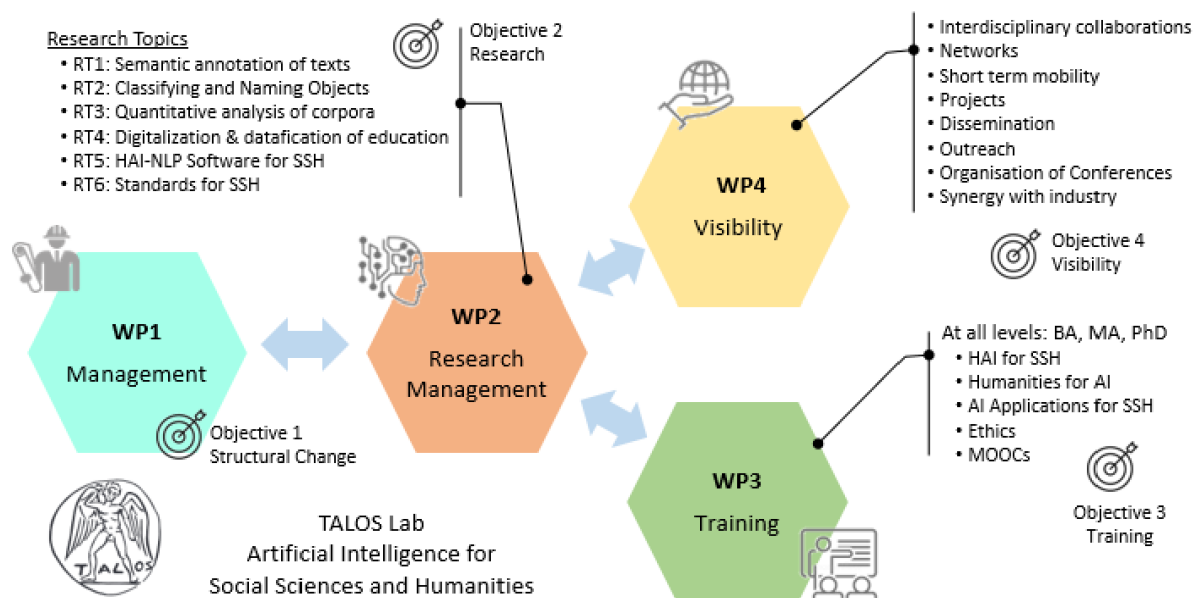 Research Topics
• RT1: Semantic annotation of texts
• RT2: Classifying and Naming Objects
• RT3: Quantitative analysis of corpora
• RT4: Digitalization & datafication of education
• RT5: HAI-NLP Software for SSH
• RT6: Standards for SSH
Objective 2
Research
• Interdisciplinary collaborations
• Networks
• Short term mobility
• Projects
• Dissemination
• Outreach
• Organisation of Conferences
• Synergy with industry
WP4
Visibility
Objective 4
Visibility
WP1
Management
Objective 1
Structural Change
WP2
Research
Management
At all levels: BA, MA, PhD
• HAI for SSH
• Humanities for AI
• AI Applications for SSH
• Ethics
• MOOCs
WP3
Training
Objective 3
Training
TALOS
TALOS Lab
Artificial Intelligence for
Social Sciences and Humanities